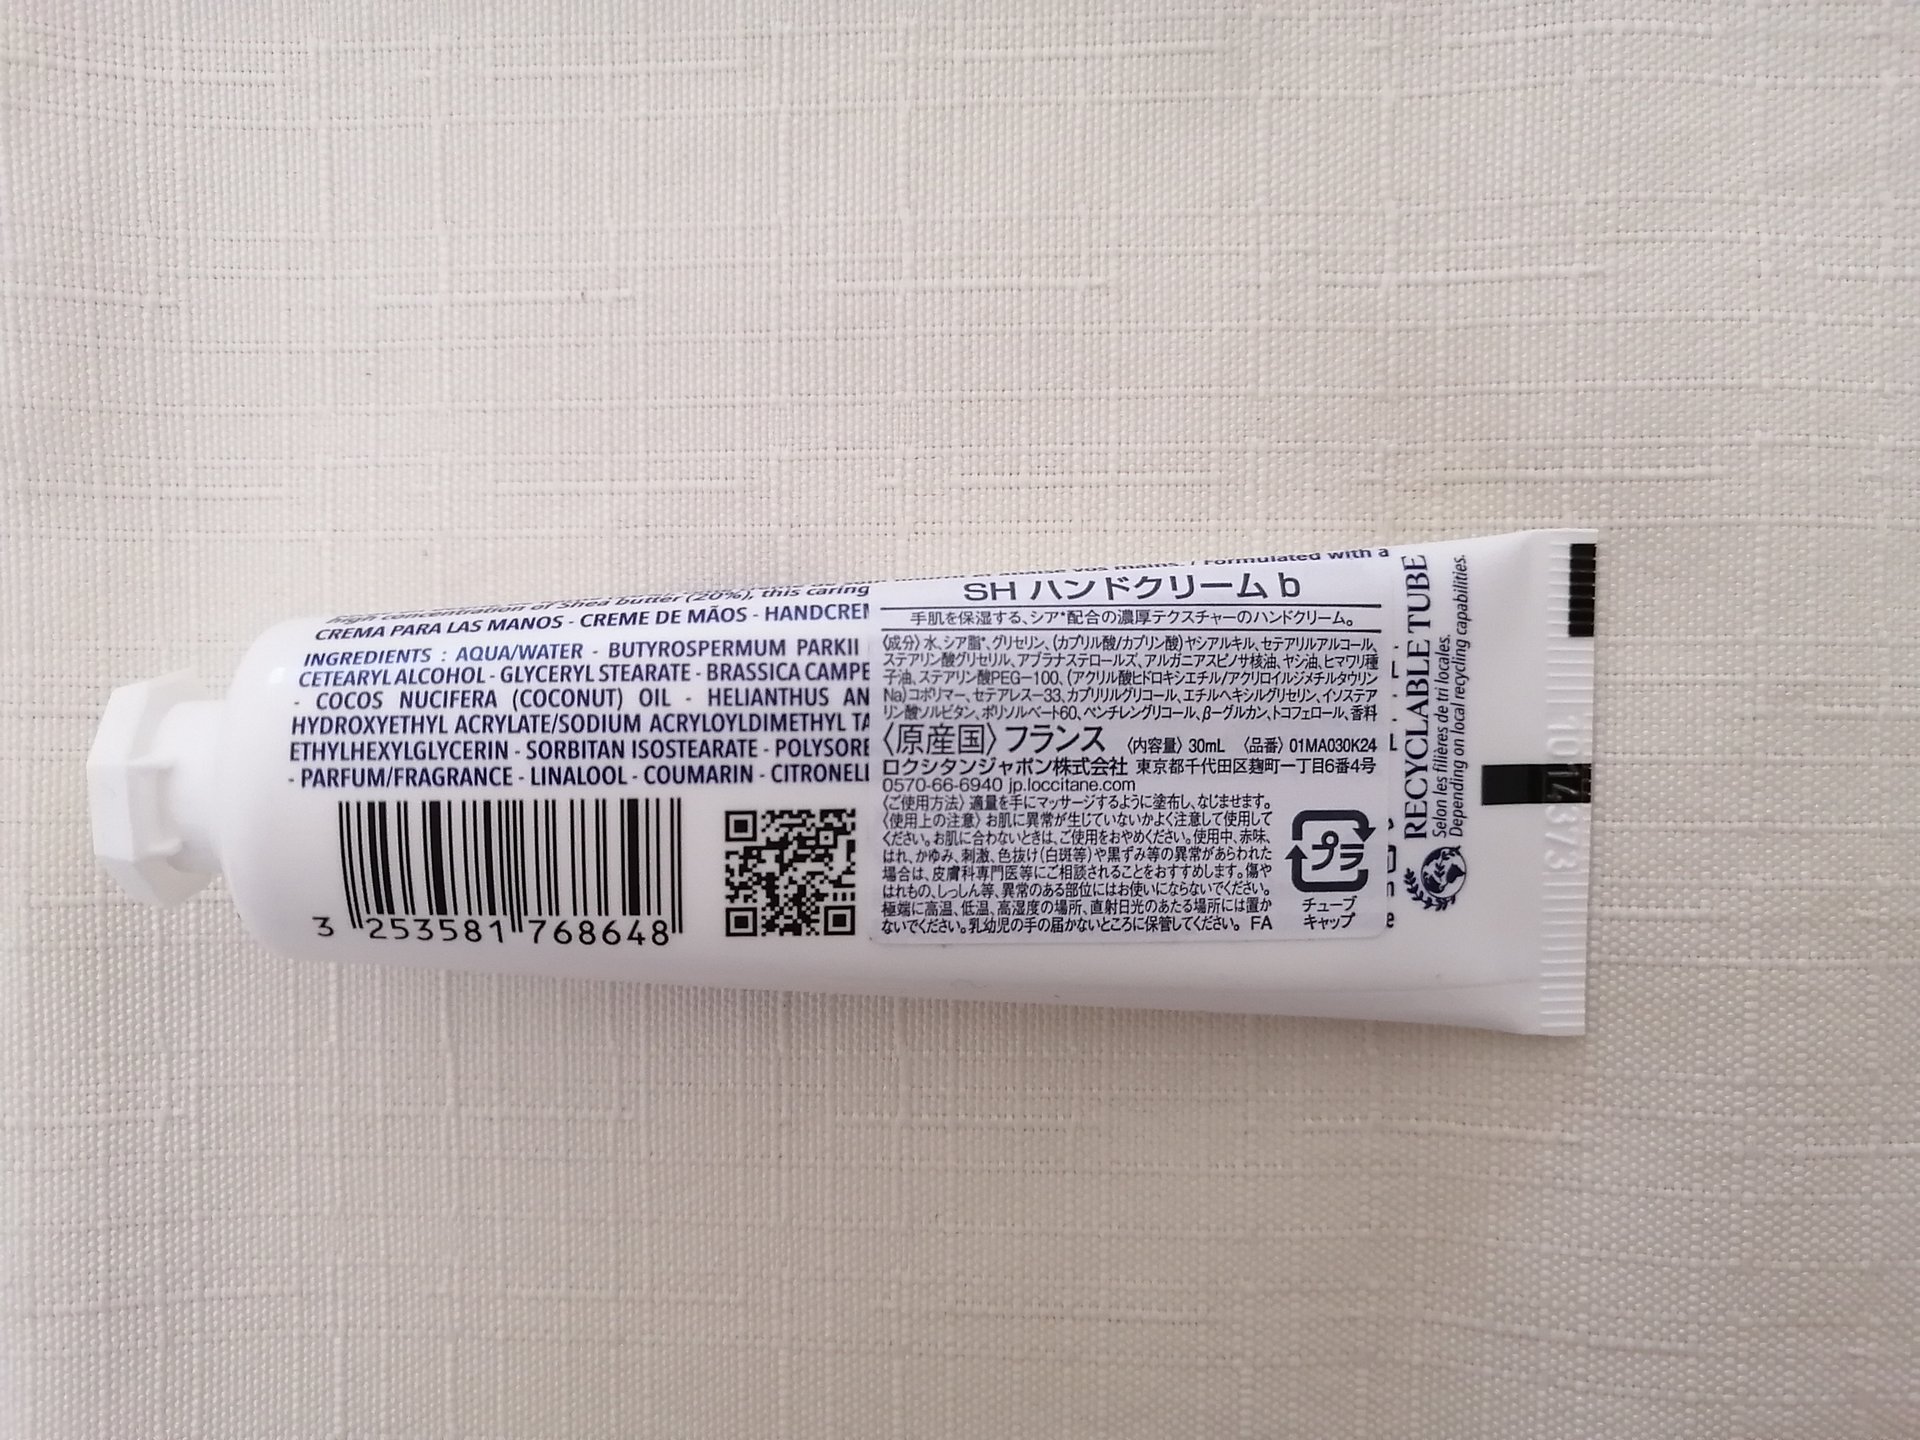 high concentration of Shea butter (20%), this caring
Formulated with a
CREMA PARA LAS MANOS - CREME DE MÃOS - HANDCREM
INGREDIENTS : AQUA/WATER - BUTYROSPERMUM PARKII
CETEARYL ALCOHOL - GLYCERYL STEARATE - BRASSICA CAMPE
- COCOS NUCIFERA (COCONUT) OIL - HELIANTHUS AN
HYDROXYETHYL ACRYLATE/SODIUM ACRYLOYLDIMETHYL TA
ETHYLHEXYLGLYCERIN - SORBITAN ISOSTEARATE - POLYSORB
- PARFUM/FRAGRANCE - LINALOOL - COUMARIN - CITRONELL
3 253581 768648
SH ハンドクリーム b
手肌を保湿する、シア*配合の濃厚テクスチャーのハンドクリーム。
〈成分〉水、シア脂*、グリセリン、(カプリル酸/カプリン酸)ヤシアルキル、セテアリルアルコール、
ステアリン酸グリセリル、アブラナステロールズ、アルガニアスピノサ核油、ヤシ油、ヒマワリ種
子油、ステアリン酸PEG-100、(アクリル酸ヒドロキシエチル/アクリロイルジメチルタウリン
Na)コポリマー、セテアレス-33、カプリリルグリコール、エチルヘキシルグリセリン、イソステア
リン酸ソルビタン、ポリソルベート60、ペンチレングリコール、β-グルカン、トコフェロール、香料
〈原産国〉フランス 〈内容量〉30mL 〈品番〉01MA030K24
ロクシタンジャポン株式会社 東京都千代田区麹町一丁目6番4号
0570-66-6940 jp.loccitane.com
〈ご使用方法〉適量を手にマッサージするように塗布し、なじませます。
〈使用上の注意〉お肌に異常が生じていないかよく注意して使用して
ください。お肌に合わないときは、ご使用をおやめください。使用中、赤味、
はれ、かゆみ、刺激、色抜け(白斑等)や黒ずみ等の異常があらわれた
場合は、皮膚科専門医等にご相談されることをおすすめします。傷や
はれもの、しっしん等、異常のある部位にはお使いにならないでください。
極端に高温、低温、高湿度の場所、直射日光のあたる場所には置か
ないでください。乳幼児の手の届かないところに保管してください。 FA
プラ
チューブ
キャップ
RECYCLABLE TUBE
Selon les filières de tri locales.
Depending on local recycling capabilities.